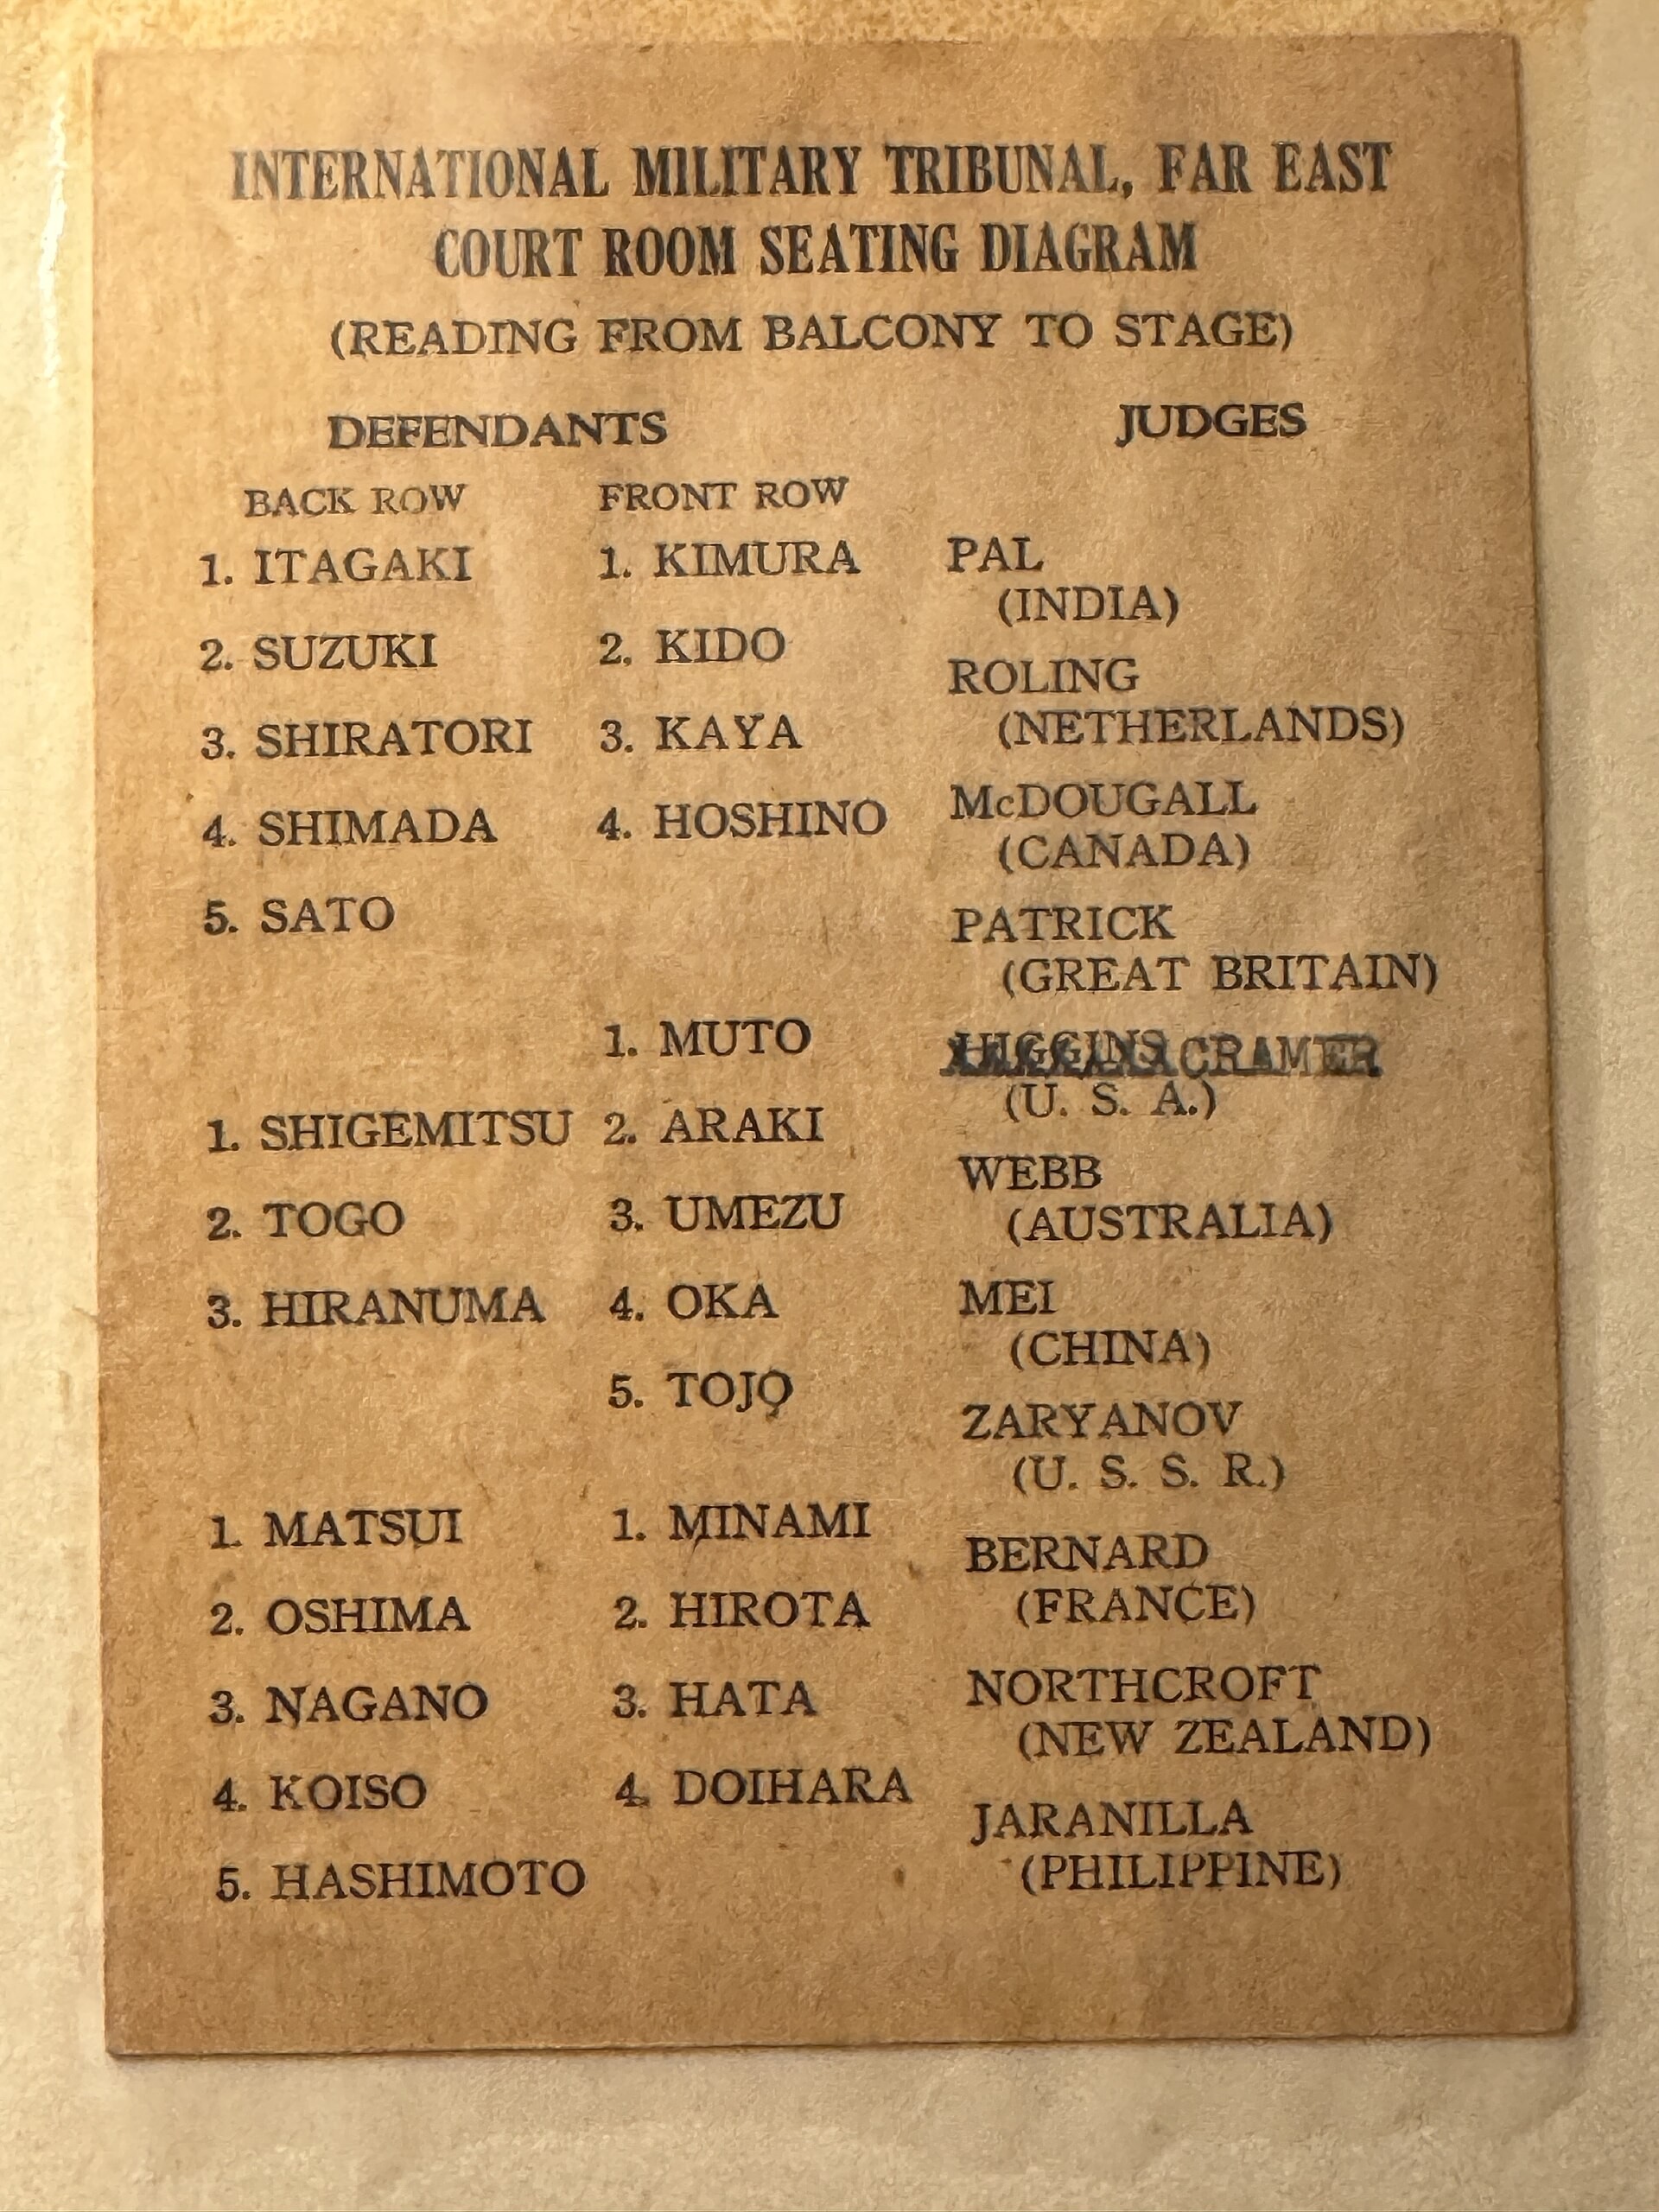 INTERNATIONAL MILITARY TRIBUNAL, FAR EAST
COURT ROOM SEATING DIAGRAM
(READING FROM BALCONY TO STAGE)
DEFENDANTS
BACK ROW
1. ITAGAKI
2. SUZUKI
3. SHIRATORI
4. SHIMADA
5. SATO
1. SHIGEMITSU
2. TOGO
3. HIRANUMA
1. MATSUI
2. OSHIMA
3. NAGANO
4. KOISO
5. HASHIMOTO
FRONT ROW
1. KIMURA
2. KIDO
3. KAYA
4. HOSHINO
1. MUTO
2. ARAKI
3. UMEZU
4. OKA
5. TOJO
1. MINAMI
2. HIROTA
3. HATA
4. DOIHARA
JUDGES
PAL
(INDIA)
ROLING
(NETHERLANDS)
McDOUGALL
(CANADA)
PATRICK
(GREAT BRITAIN)
HIGGINS CRAMER
(U. S. A.)
WEBB
(AUSTRALIA)
MEI
(CHINA)
ZARYANOV
(U. S. S. R.)
BERNARD
(FRANCE)
NORTHCROFT
(NEW ZEALAND)
JARANILLA
(PHILIPPINE)